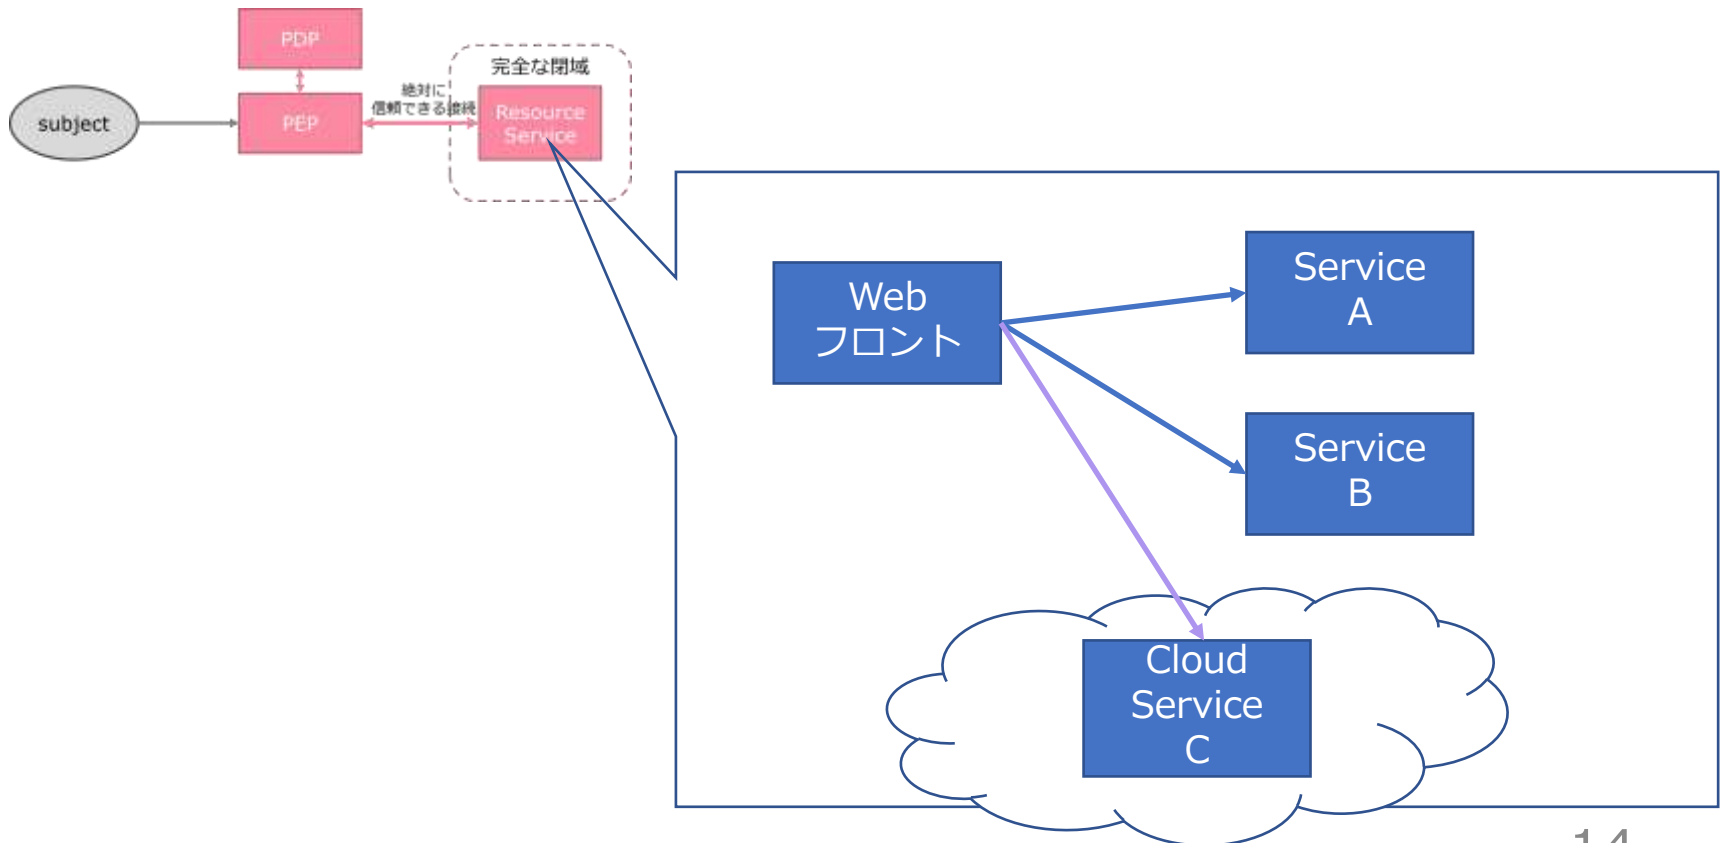 PDP
完全な閉域
絶対に
信頼できる接続
subject
PEP
Resource
Service
Web
フロント
Service
A
Service
B
Cloud
Service
C
14